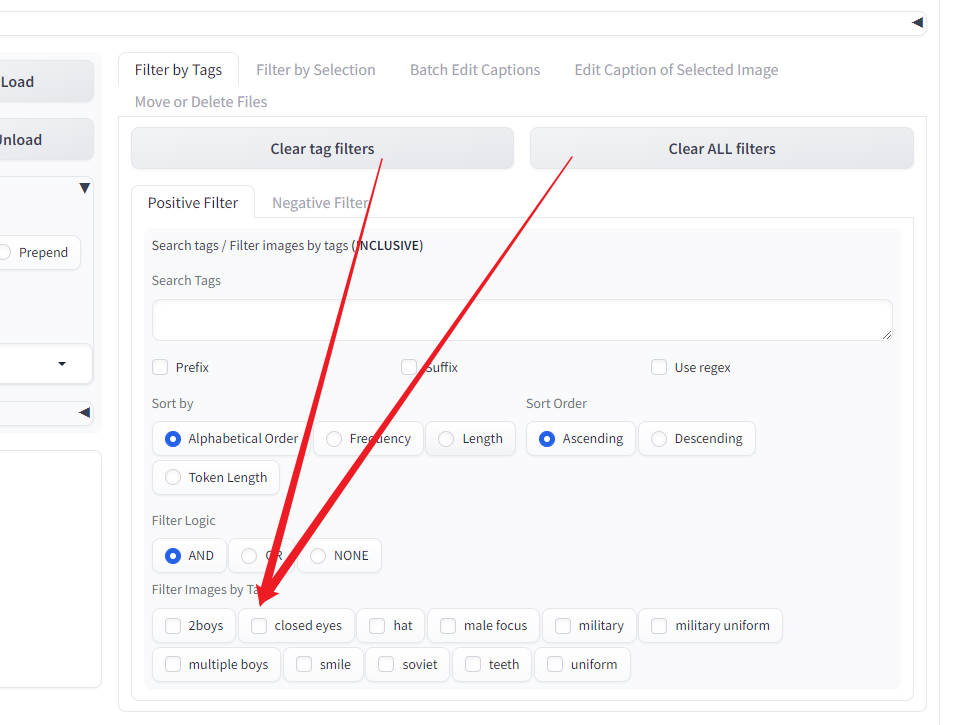 Load
Unload
Prepend
Filter by Tags
Filter by Selection
Batch Edit Captions
Edit Caption of Selected Image
Move or Delete Files
Clear tag filters
Clear ALL filters
Positive Filter
Negative Filter
Search tags / Filter images by tags (INCLUSIVE)
Search Tags
Prefix
Suffix
Use regex
Sort by
Sort Order
Alphabetical Order
Frequency
Length
Ascending
Descending
Token Length
Filter Logic
AND
OR
NONE
Filter Images by Tags
2boys
closed eyes
hat
male focus
military
military uniform
multiple boys
smile
soviet
teeth
uniform